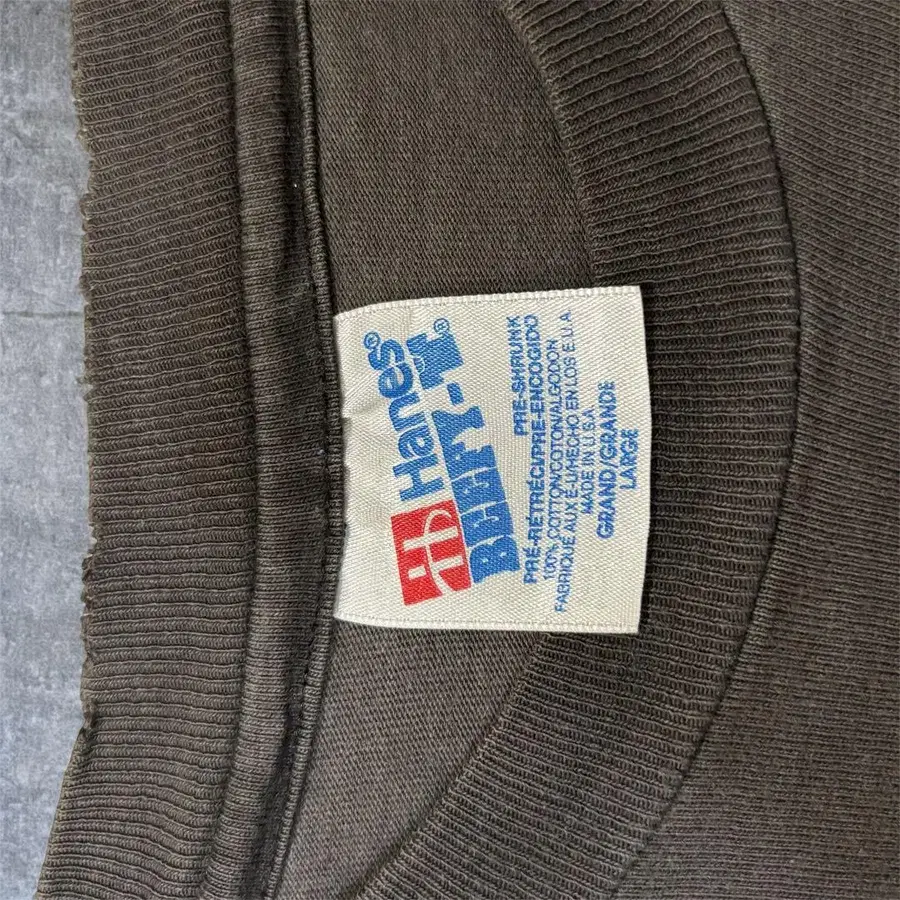 Hanes®
BEEFY-T®
PRE-SHRUNK
PRÉ-RÉTRÉCI/PRE-ENCOGIDO
100% COTTON/COTON/ALGODON
FABRIQUÉ AUX É-U/HECHO EN LOS E.U.A.
MADE IN U.S.A.
GRAND/GRANDE
LARGE